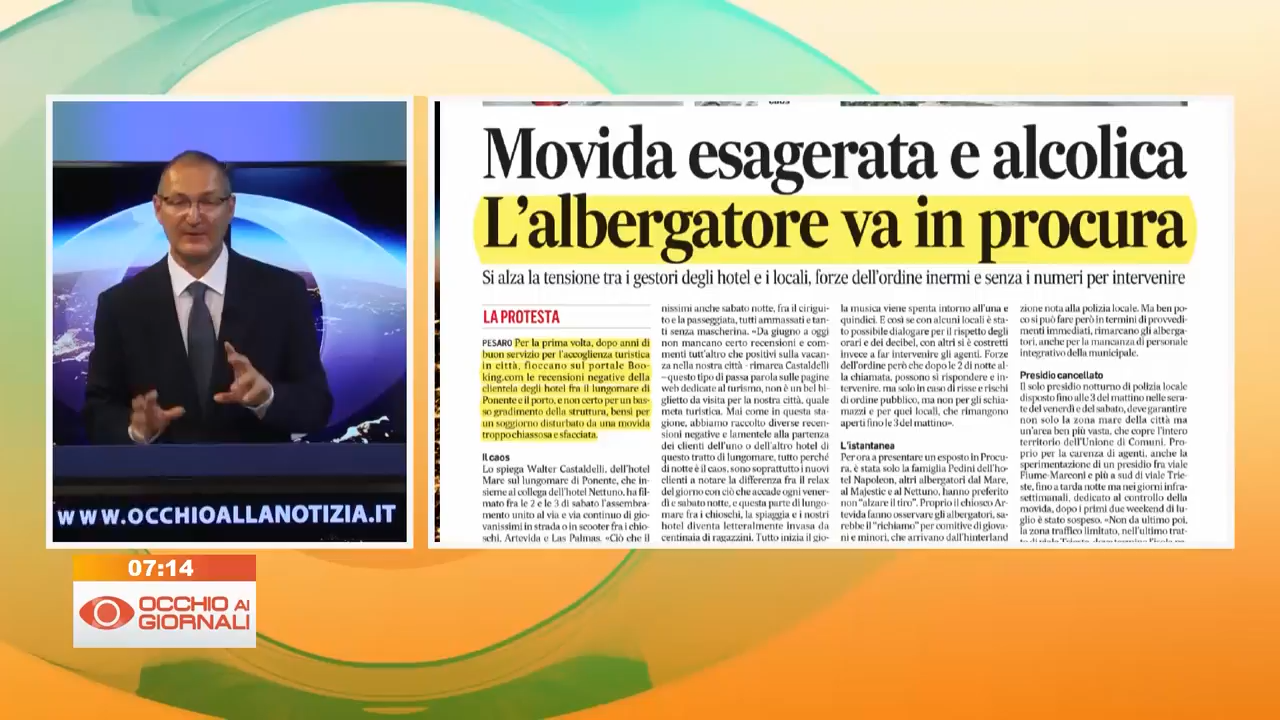 caos
Movida esagerata e alcolica
L'albergatore va in procura
Si alza la tensione tra i gestori degli hotel e i locali, forze dell'ordine inermi e senza i numeri per intervenire
LA PROTESTA
PESARO Per la prima volta, dopo anni di
buon servizio per l'accoglienza turistica
in città, fioccano sul portale Boo-
king.com le recensioni negative della
clientela degli hotel fra il lungomare di
Ponente e il porto, e non certo per un bas-
so gradimento della struttura, bensì per
un soggiorno disturbato da una movida
troppo chiassosa e sfacciata.
Il caos
Lo spiega Walter Castaldelli, dell'hotel
Mare sul lungomare di Ponente, che in-
sieme al collega dell'hotel Nettuno, ha fil-
mato fra le 2 e le 3 di sabato l'assembra-
mento unito al via e via continuo di gio-
vanissimi in strada o in scooter fra i chio-
schi, Artevida e Las Palmas. «Ciò che il
nissimi anche sabato notte, fra il cirigui-
to e la passeggiata, tutti ammassati e tan-
ti senza mascherina. «Da giugno a oggi
non mancano certo recensioni e com-
menti tutt'altro che positivi sulla vacan-
za nella nostra città - rimarca Castaldelli
–questo tipo di passa parola sulle pagine
web dedicate al turismo, non è un bel bi-
glietto da visita per la nostra città, quale
meta turistica. Mai come in questa sta-
gione, abbiamo raccolto diverse recen-
sioni negative e lamentele alla partenza
dei clienti dell'uno o dell'altro hotel di
questo tratto di lungomare, tutto perché
di notte è il caos, sono soprattutto i nuovi
clienti a notare la differenza fra il relax
del giorno con ciò che accade ogni vener-
dì e sabato notte, e questa parte di lungo-
mare fra i chioschi, la spiaggia e i nostri
hotel diventa letteralmente invasa da
centinaia di ragazzini. Tutto inizia il gio-
la musica viene spenta intorno all'una e
quindici. E così se con alcuni locali è sta-
to possibile dialogare per il rispetto degli
orari e dei decibel, con altri si è costretti
invece a far intervenire gli agenti. Forze
dell'ordine però che dopo le 2 di notte al-
la chiamata, possono sì rispondere e in-
tervenire, ma solo in caso di risse e rischi
di ordine pubblico, ma non per gli schia-
mazzi e per quei locali, che rimangono
aperti fino le 3 del mattino».
L'istantanea
Per ora a presentare un esposto in Procu-
ra, è stata solo la famiglia Pedini dell'ho-
tel Napoleon, altri albergatori dal Mare,
al Majestic e al Nettuno, hanno preferito
non "alzare il tiro". Proprio il chiosco Ar-
tevida fanno osservare gli albergatori, sa-
rebbe il "richiamo" per comitive di giova-
ni e minori, che arrivano dall'hinterland
zione nota alla polizia locale. Ma ben po-
co si può fare però in termini di provvedi-
menti immediati, rimarcano gli alberga-
tori, anche per la mancanza di personale
integrativo della municipale.
Presidio cancellato
Il solo presidio notturno di polizia locale
disposto fino alle 3 del mattino nelle sera-
te del venerdì e del sabato, deve garantire
non solo la zona mare della città ma
un'area ben più vasta, che copre l'intero
territorio dell'Unione di Comuni. Pro-
prio per la carenza di agenti, anche la
sperimentazione di un presidio fra viale
Fiume-Marconi e più a sud di viale Trie-
ste, fino a tarda notte ma nei giorni infra-
settimanali, dedicato al controllo della
movida, dopo i primi due weekend di lu-
glio è stato sospeso. «Non da ultimo poi,
la zona traffico limitato, nell'ultimo trat-
WWW.OCCHIOALLANOTIZIA.IT
07:14
OCCHIO AI
GIORNALI